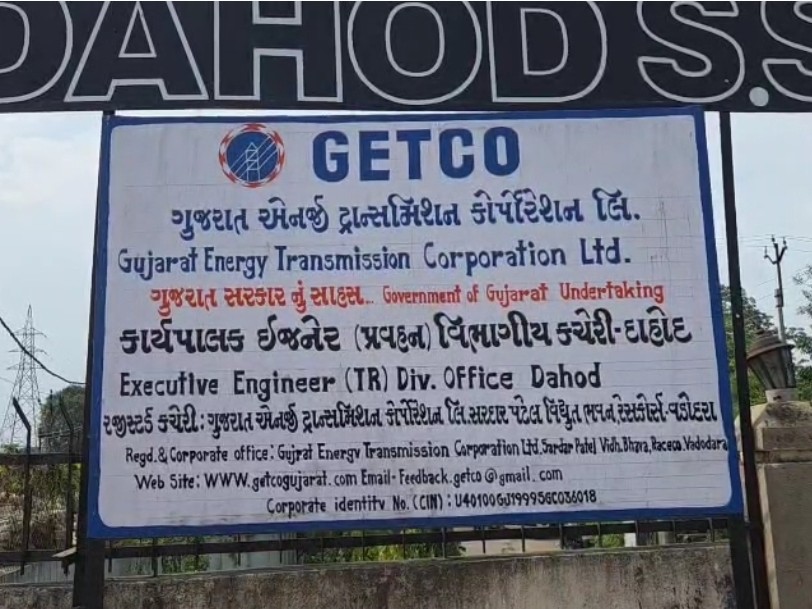 DAHOD S.S
GETCO
ગુજરાત એનર્જી ટ્રાન્સમિશન કોર્પોરેશન લિ.
Gujarat Energy Transmission Corporation Ltd.
ગુજરાત સરકાર નું સાહસ... Government of Gujarat Undertaking
કાર્યપાલક ઈજનેર (પ્રવહન) વિભાગીય કચેરી-દાહોદ
Executive Engineer (TR) Div. Office Dahod
રજીસ્ટર્ડ કચેરી: ગુજરાત એનર્જી ટ્રાન્સમિશન કોર્પોરેશન લિ. સરદાર પટેલ વિદ્યુત ભવન, રેસકોર્સ-વડોદરા
Regd. & Corporate office: Gujrat Energy Transmission Corporation Ltd. Sardar Patel Vidh. Bhava, Raceco. Vadodara
Web Site: WWW.getcogujarat.com Email- Feedback.getco@gmail.com
Corporate identity No. (CIN) : U40100GJ1999SGC036018